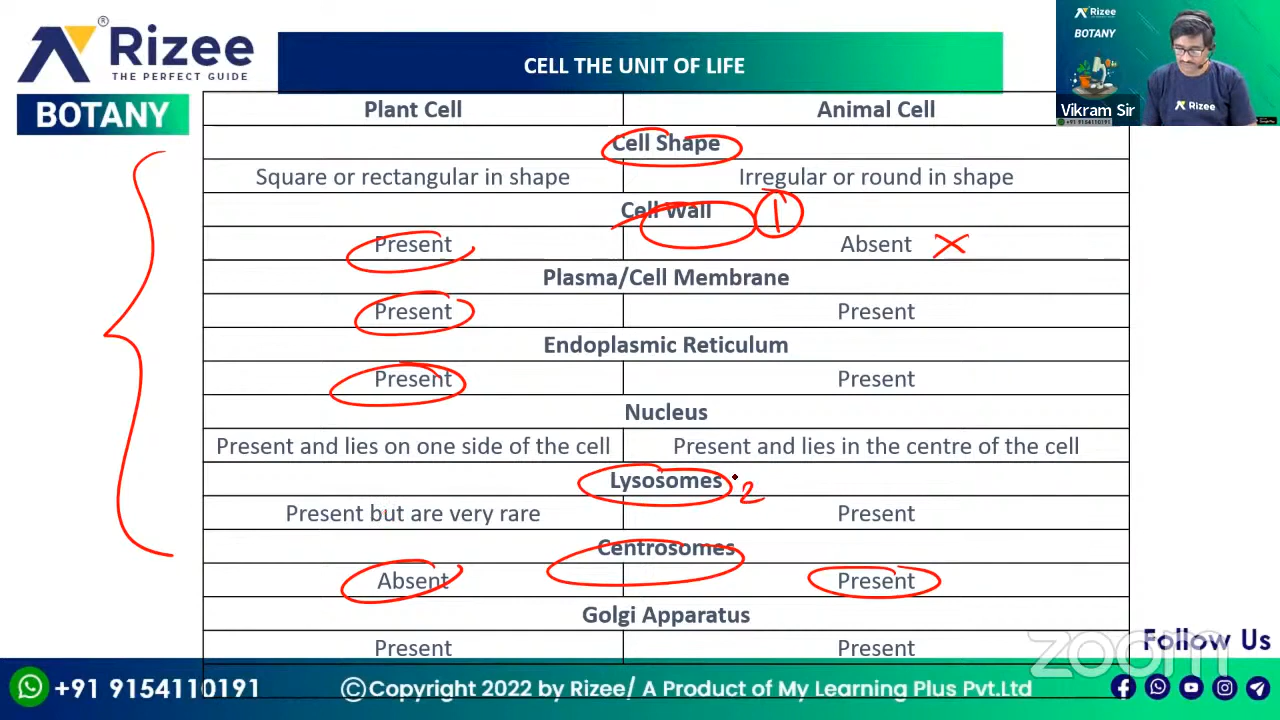 Rizee®
THE PERFECT GUIDE
BOTANY
CELL THE UNIT OF LIFE
Rizee
BOTANY
Rizee
Vikram Sir
+91 9154110191
Plant Cell Animal Cell
Cell Shape
Square or rectangular in shape Irregular or round in shape
Cell Wall 1
Present Absent X
Plasma/Cell Membrane
Present Present
Endoplasmic Reticulum
Present Present
Nucleus
Present and lies on one side of the cell Present and lies in the centre of the cell
Lysosomes 2
Present but are very rare Present
Centrosomes
Absent Present
Golgi Apparatus
Present Present
zoom
Follow Us
+91 9154110191
©Copyright 2022 by Rizee/ A Product of My Learning Plus Pvt.Ltd